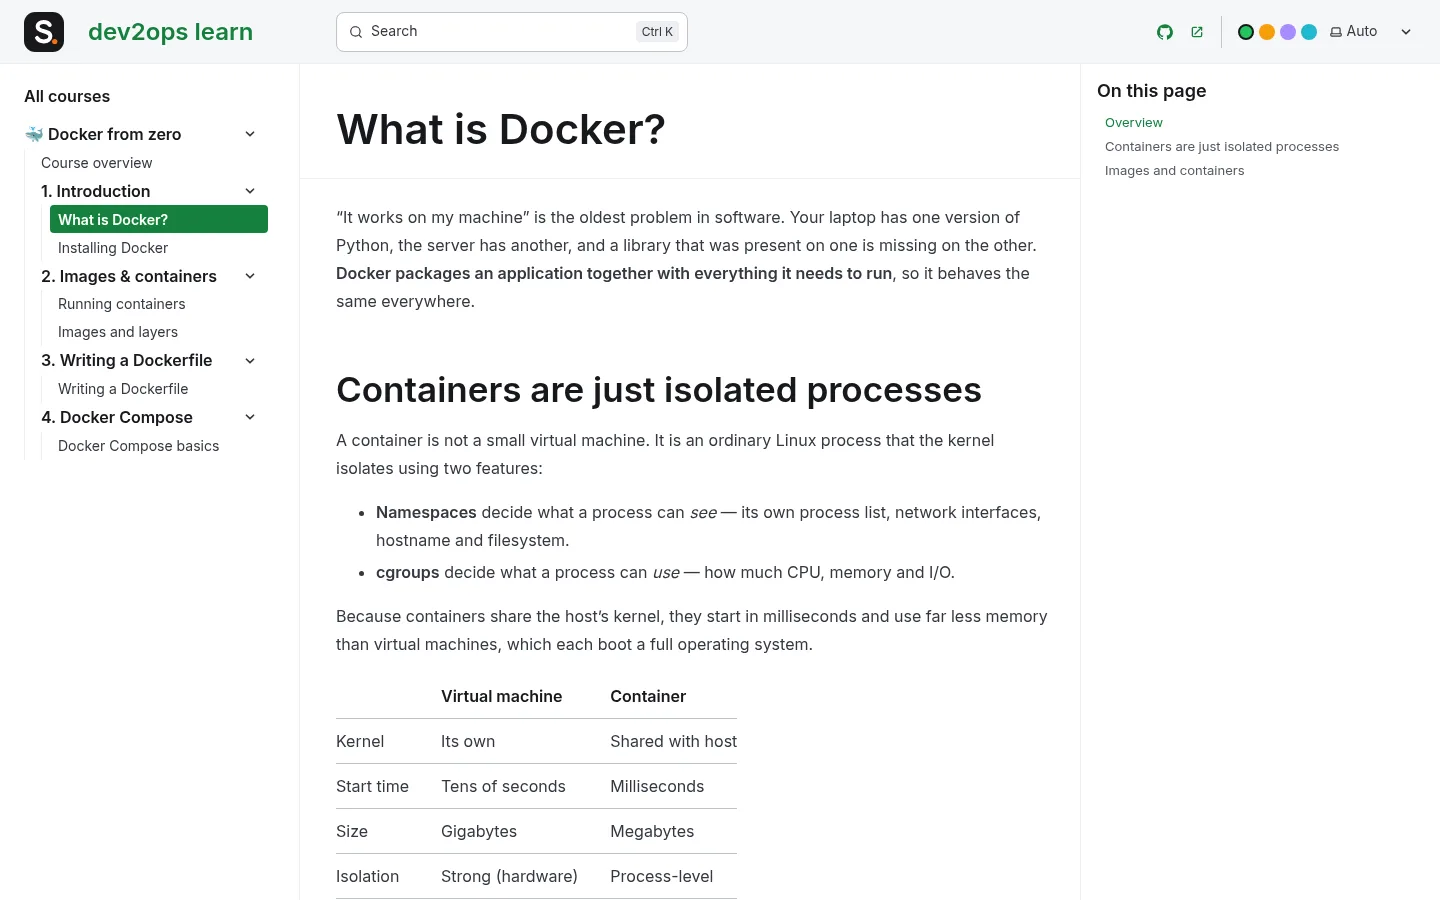 S.
dev2ops learn
Search
Ctrl K
Auto
All courses
Docker from zero
Course overview
1. Introduction
What is Docker?
Installing Docker
2. Images & containers
Running containers
Images and layers
3. Writing a Dockerfile
Writing a Dockerfile
4. Docker Compose
Docker Compose basics
What is Docker?
“It works on my machine” is the oldest problem in software. Your laptop has one version of
Python, the server has another, and a library that was present on one is missing on the other.
Docker packages an application together with everything it needs to run, so it behaves the
same everywhere.
Containers are just isolated processes
A container is not a small virtual machine. It is an ordinary Linux process that the kernel
isolates using two features:
• Namespaces decide what a process can see — its own process list, network interfaces,
hostname and filesystem.
• cgroups decide what a process can use — how much CPU, memory and I/O.
Because containers share the host’s kernel, they start in milliseconds and use far less memory
than virtual machines, which each boot a full operating system.
Virtual machine Container
Kernel Its own Shared with host
Start time Tens of seconds Milliseconds
Size Gigabytes Megabytes
Isolation Strong (hardware) Process-level
On this page
Overview
Containers are just isolated processes
Images and containers